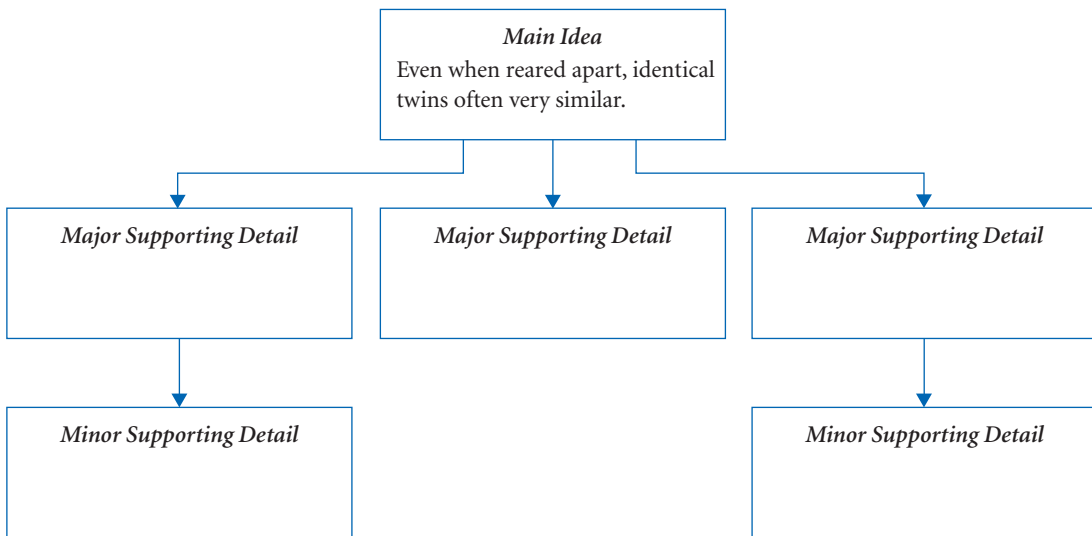 Main Idea
Even when reared apart, identical
twins often very similar.
Major Supporting Detail
Major Supporting Detail
Major Supporting Detail
Minor Supporting Detail
Minor Supporting Detail